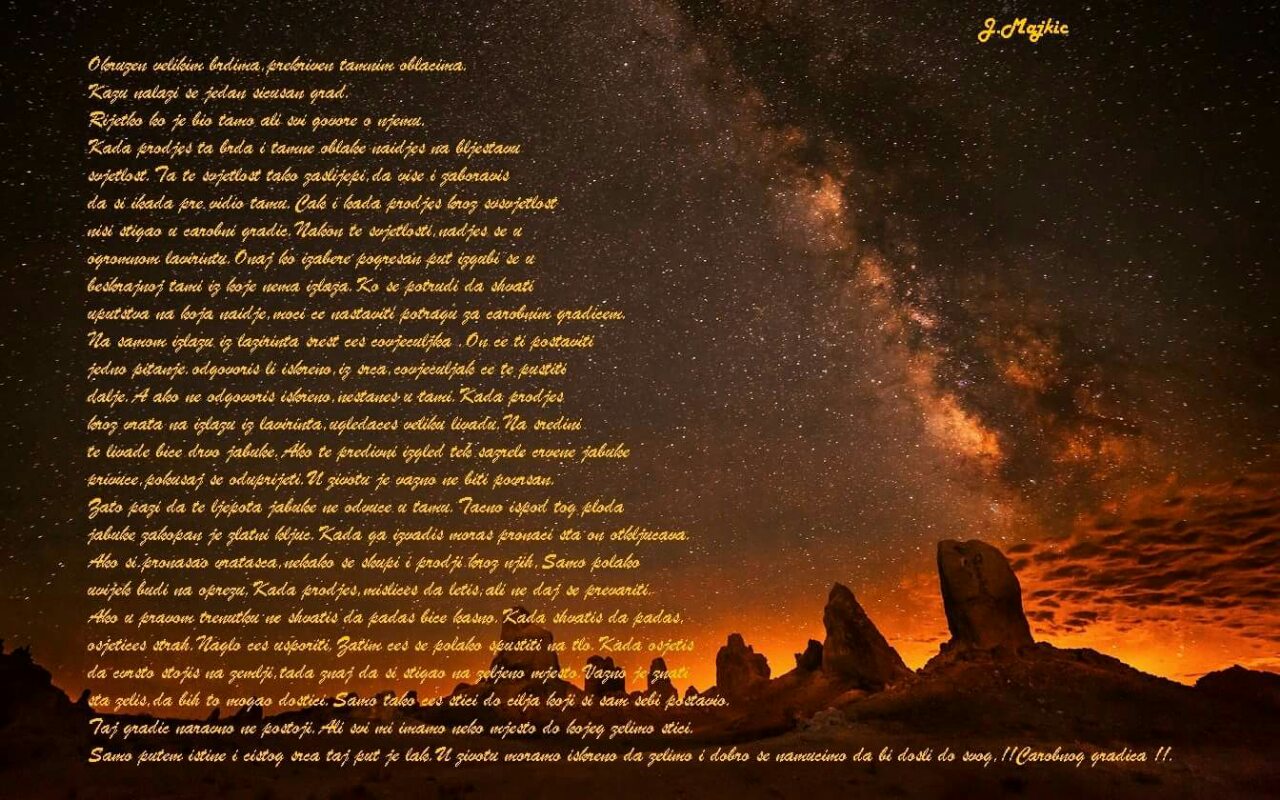 J.Majkic
Okruzen velikim brdima,prekriven tamnim oblacima.
Kazu nalazi se jedan sicusan grad.
Rijetko ko je bio tamo ali svi govore o njemu.
Kada prodjes ta brda i tamne oblake naidjes na bljestavu
svjetlost.Ta te svjetlost tako zaslijepi,da vise i zaboravis
da si ikada pre vidio tamu.Cak i kada prodjes kroz svsvjetlost
nisi stigao u carobni gradic.Nakon te svjetlosti,nadjes se u
ogromnom lavirintu.Onaj ko izabere pogresan put izgubi se u
beskrajnoj tami iz koje nema izlaza.Ko se potrudi da shvati
uputstva na koja naidje,moci ce nastaviti potragu za carobnim gradicem.
Na samom izlazu iz lazirinta srest ces covjeculjka .On ce ti postaviti
jedno pitanje.odgovoris li iskreno,iz srca,covjeculjak ce te pustiti
dalje.A ako ne odgovoris iskreno,nestanes u tami.Kada prodjes
kroz vrata na izlazu iz lavirinta,ugledaces veliku livadu.Na sredini
te livade bice drvo jabuke.Ako te predivni izgled tek sazrele crvene jabuke
privuce,pokusaj se oduprijeti.U zivotu je vazno ne biti povrsan.
Zato pazi da te ljepota jabuke ne odvuce u tamu. Tacno ispod tog ploda
jabuke zakopan je zlatni kljuc.Kada ga izvadis moras pronaci sta on otkljucava.
Ako si pronasao vratasca,nekako se skupi i prodji kroz njih.Samo polako
uvijek budi na oprezu.Kada prodjes,mislices da letis,ali ne daj se prevariti.
Ako u pravom trenutku ne shvatis da padas bice kasno.Kada shvatis da padas,
osjetices strah.Naglo ces usporiti.Zatim ces se polako spustiti na tlo.Kada osjetis
da cvrsto stojis na zemlji,tada znaj da si stigao na zeljeno mjesto.Vazno je znati
sta zelis,da bih to mogao dostici.Samo tako ces stici do cilja koji si sam sebi postavio.
Taj gradic naravno ne postoji.Ali svi mi imamo neko mjesto do kojeg zelimo stici.
Samo putem istine i cistog srca taj put je lak.U zivotu moramo iskreno da zelimo i dobro se namucimo da bi dosli do svog,!!Carobnog gradica !!.